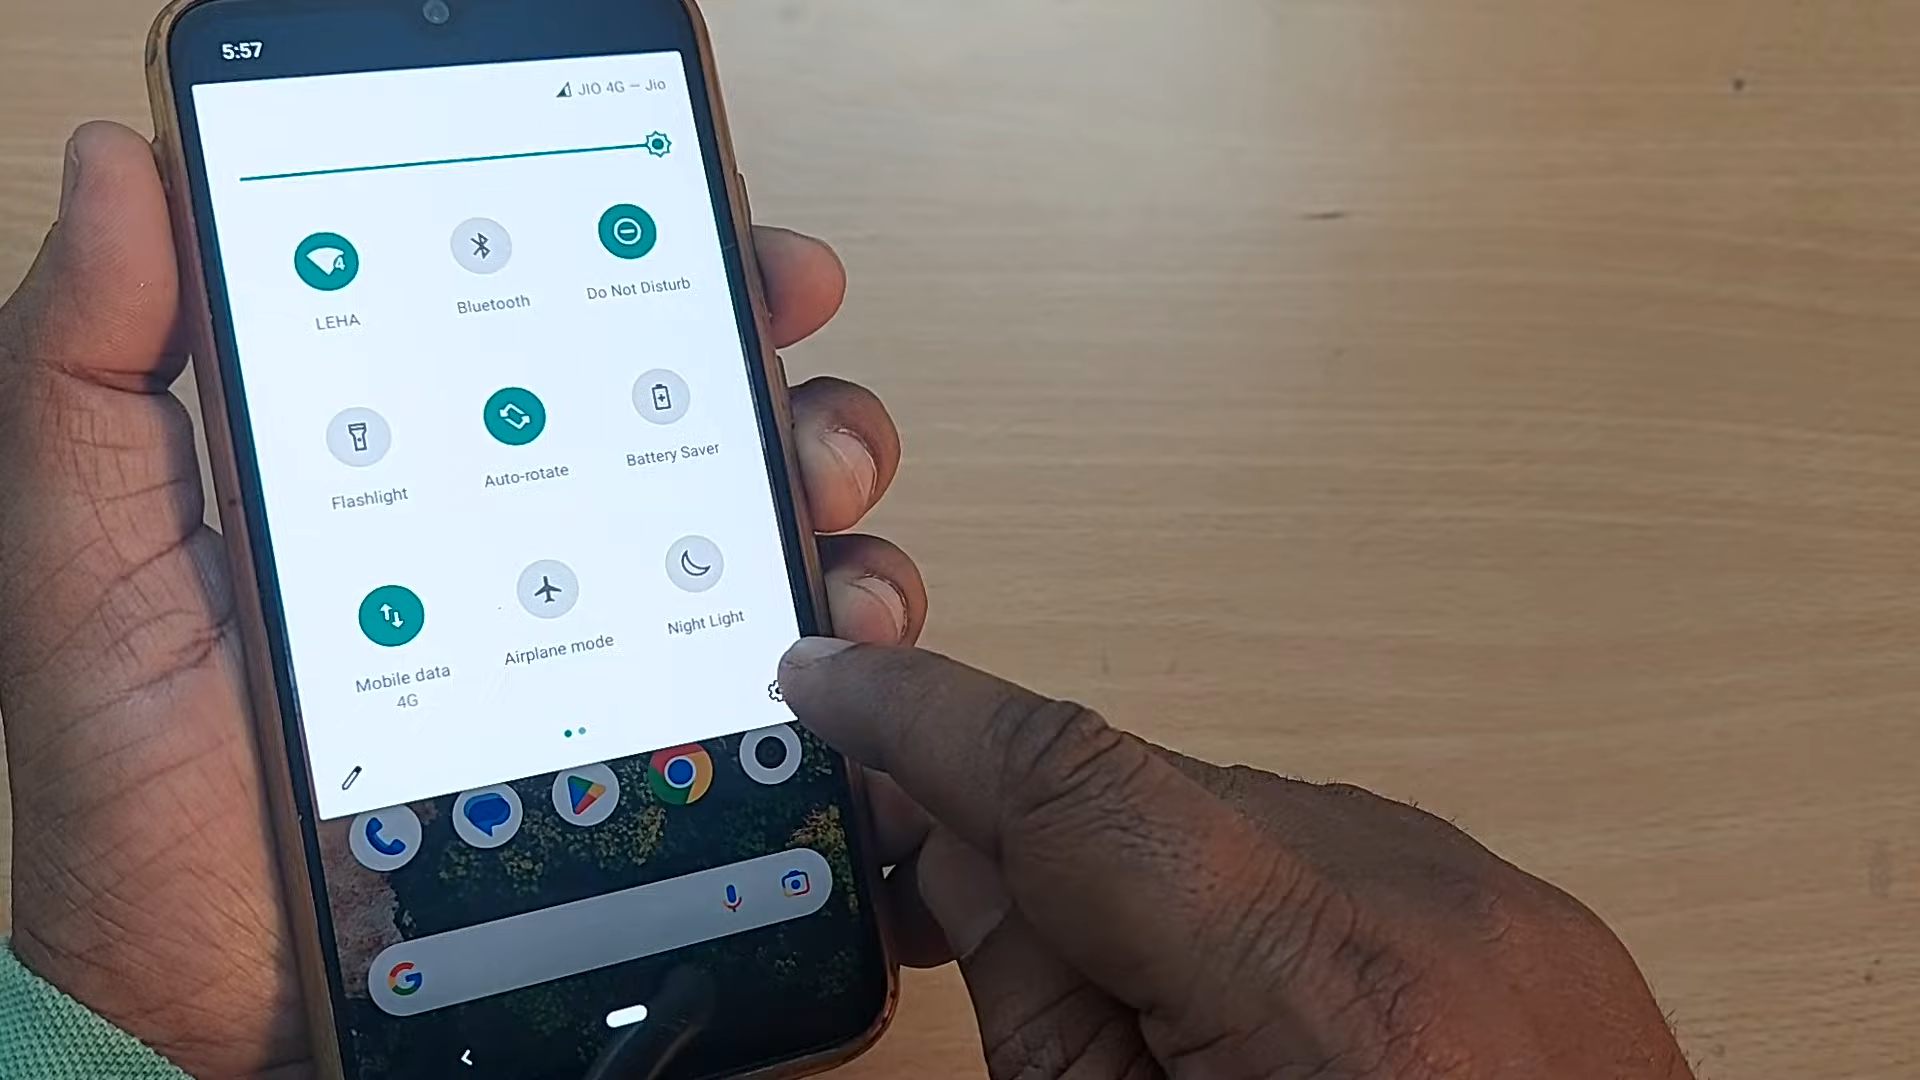 5:57
JIO 4G — Jio
LEHA
Bluetooth
Do Not Disturb
Flashlight
Auto-rotate
Battery Saver
Mobile data
4G
Airplane mode
Night Light